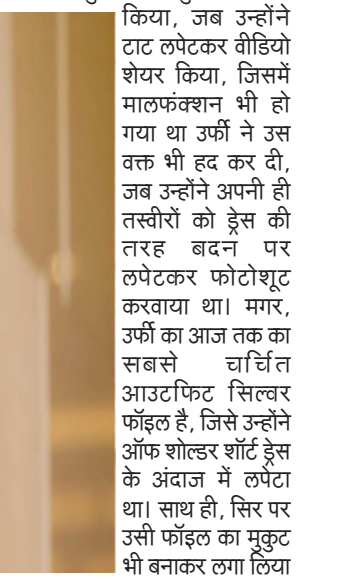 किया, जब उन्होंने
टाट लपेटकर वीडियो
शेयर किया, जिसमें
मालफंक्शन भी हो
गया था उर्फी ने उस
वक्त भी हद कर दी,
जब उन्होंने अपनी ही
तस्वीरों को ड्रेस की
तरह बदन पर
लपेटकर फोटोशूट
करवाया था। मगर,
उर्फी का आज तक का
सबसे चर्चित
आउटफिट सिल्वर
फॉइल है, जिसे उन्होंने
ऑफ शोल्डर शॉर्ट ड्रेस
के अंदाज में लपेटा
था। साथ ही, सिर पर
उसी फॉइल का मुकुट
भी बनाकर लगा लिया